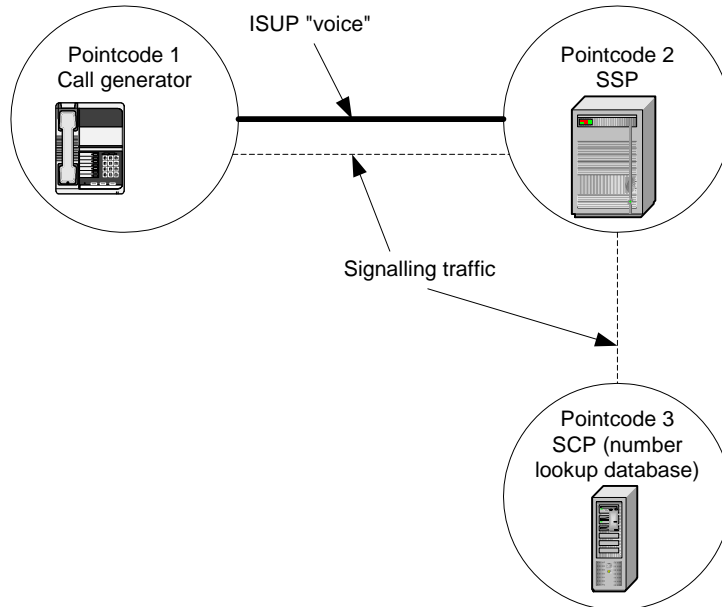 ISUP "voice"
Pointcode 1
Call generator
Pointcode 2
SSP
Signalling traffic
Pointcode 3
SCP (number
lookup database)